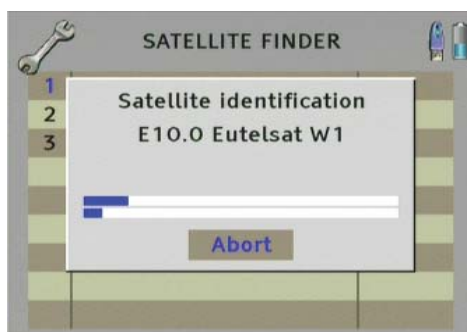 SATELLITE FINDER
1
2
3
Satellite identification
E10.0 Eutelsat W1
Abort